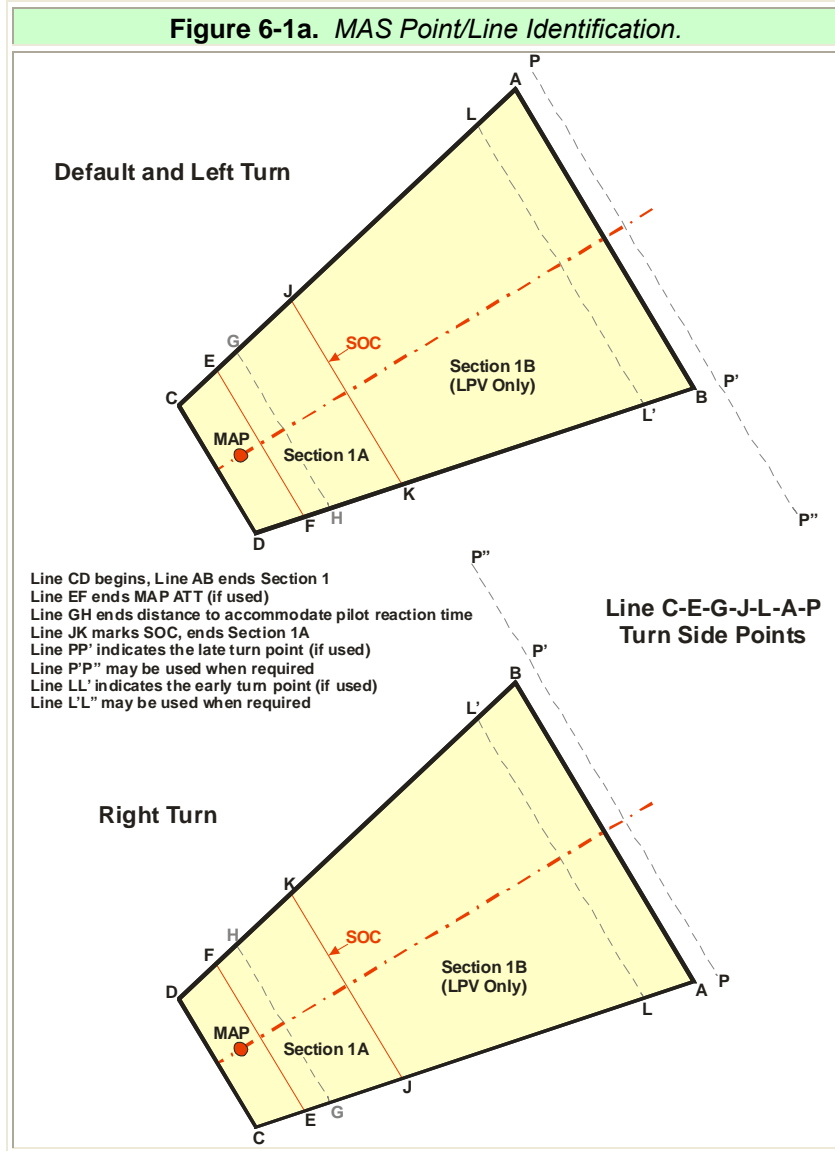 Figure 6-1a. MAS Point/Line Identification.
P
A
L
Default and Left Turn
J
G
SOC
E
Section 1B
(LPV Only)
P’
B
C
L’
MAP
Section 1A
K
F
H
P”
D
Line CD begins, Line AB ends Section 1
Line EF ends MAP ATT (if used)
Line GH ends distance to accommodate pilot reaction time
Line JK marks SOC, ends Section 1A
Line PP’ indicates the late turn point (if used)
Line P’P” may be used when required
Line LL’ indicates the early turn point (if used)
Line L’L” may be used when required
Line C-E-G-J-L-A-P
Turn Side Points
P”
P’
B
L’
Right Turn
K
H
SOC
F
Section 1B
(LPV Only)
P
A
D
L
MAP
Section 1A
J
E
G
C